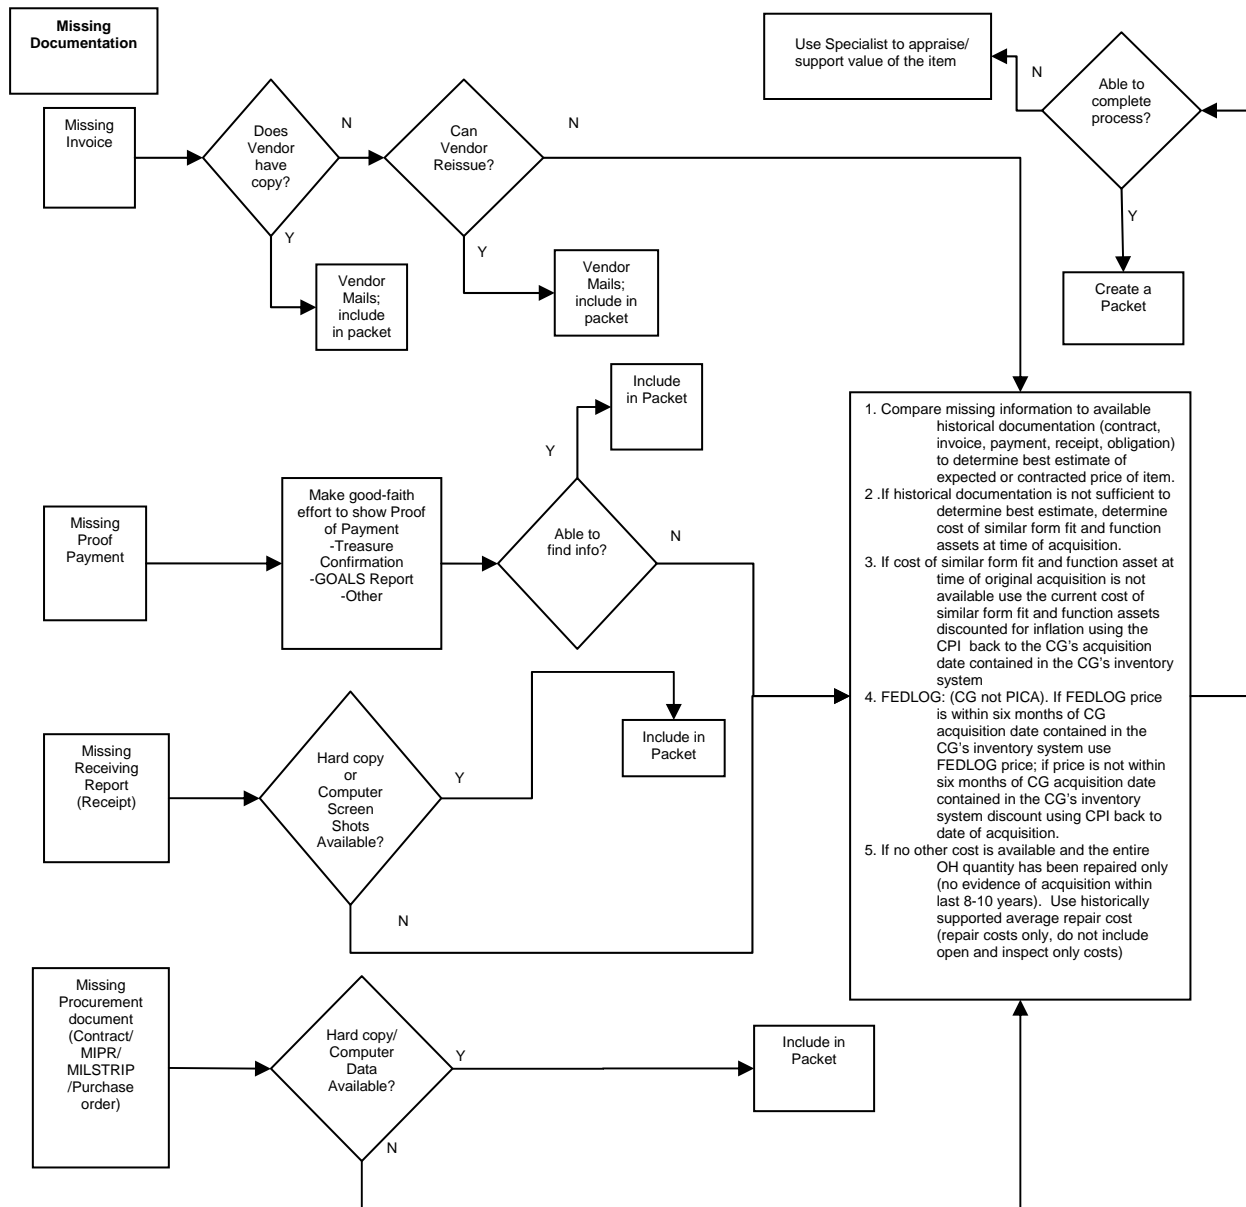 Missing
Documentation
Use Specialist to appraise/
support value of the item
N
Able to
complete
process?
Y
Create a
Packet
Missing
Invoice
Does
Vendor
have
copy?
N
Can
Vendor
Reissue?
N
Y
Vendor
Mails;
include
in packet
Y
Vendor
Mails;
include in
packet
Include
in Packet
Y
Missing
Proof
Payment
Make good-faith
effort to show Proof
of Payment
-Treasure
Confirmation
-GOALS Report
-Other
Able to
find info?
N
Missing
Receiving
Report
(Receipt)
Hard copy
or
Computer
Screen
Shots
Available?
Y
Include in
Packet
N
Missing
Procurement
document
(Contract/
MIPR/
MILSTRIP
/Purchase
order)
Hard copy/
Computer
Data
Available?
Y
Include in
Packet
N
1. Compare missing information to available
historical documentation (contract,
invoice, payment, receipt, obligation)
to determine best estimate of
expected or contracted price of item.
2 .If historical documentation is not sufficient to
determine best estimate, determine
cost of similar form fit and function
assets at time of acquisition.
3. If cost of similar form fit and function asset at
time of original acquisition is not
available use the current cost of
similar form fit and function assets
discounted for inflation using the
CPI back to the CG's acquisition
date contained in the CG's inventory
system
4. FEDLOG: (CG not PICA). If FEDLOG price
is within six months of CG
acquisition date contained in the
CG's inventory system use
FEDLOG price; if price is not within
six months of CG acquisition date
contained in the CG's inventory
system discount using CPI back to
date of acquisition.
5. If no other cost is available and the entire
OH quantity has been repaired only
(no evidence of acquisition within
last 8-10 years). Use historically
supported average repair cost
(repair costs only, do not include
open and inspect only costs)